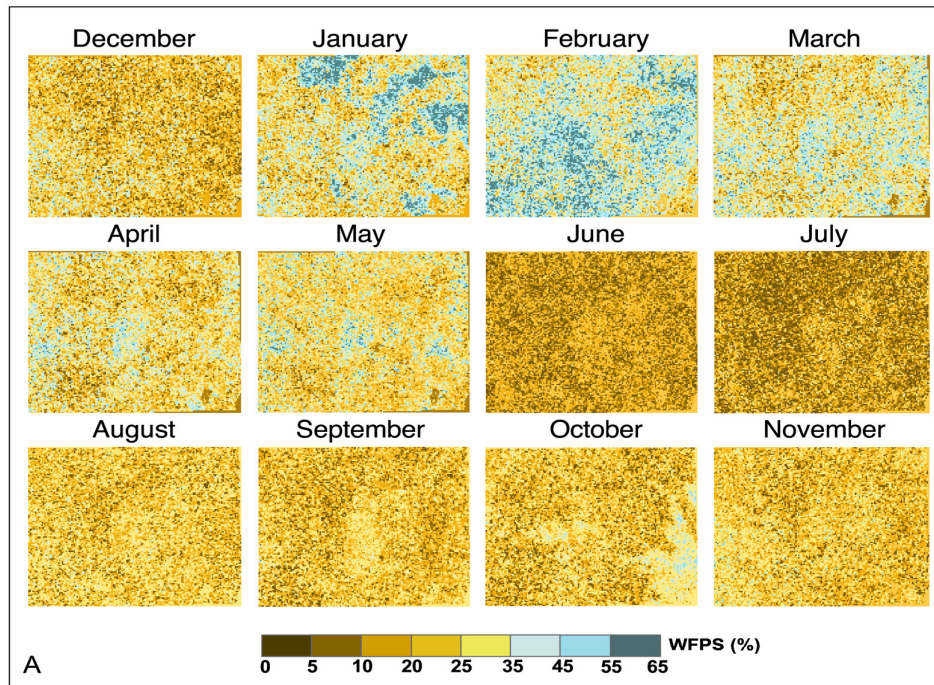 December January February March
April May June July
August September October November
WFPS (%)
0 5 10 20 25 35 45 55 65
A